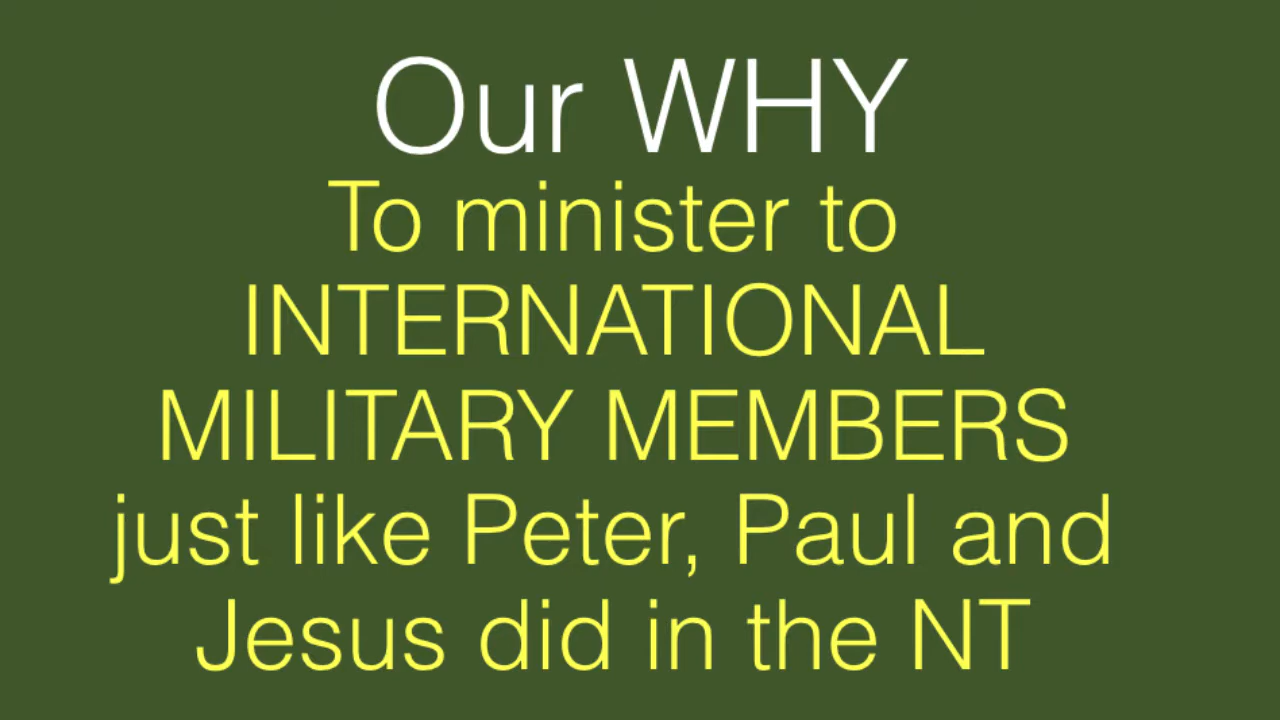 Our WHY
To minister to
INTERNATIONAL
MILITARY MEMBERS
just like Peter, Paul and
Jesus did in the NT